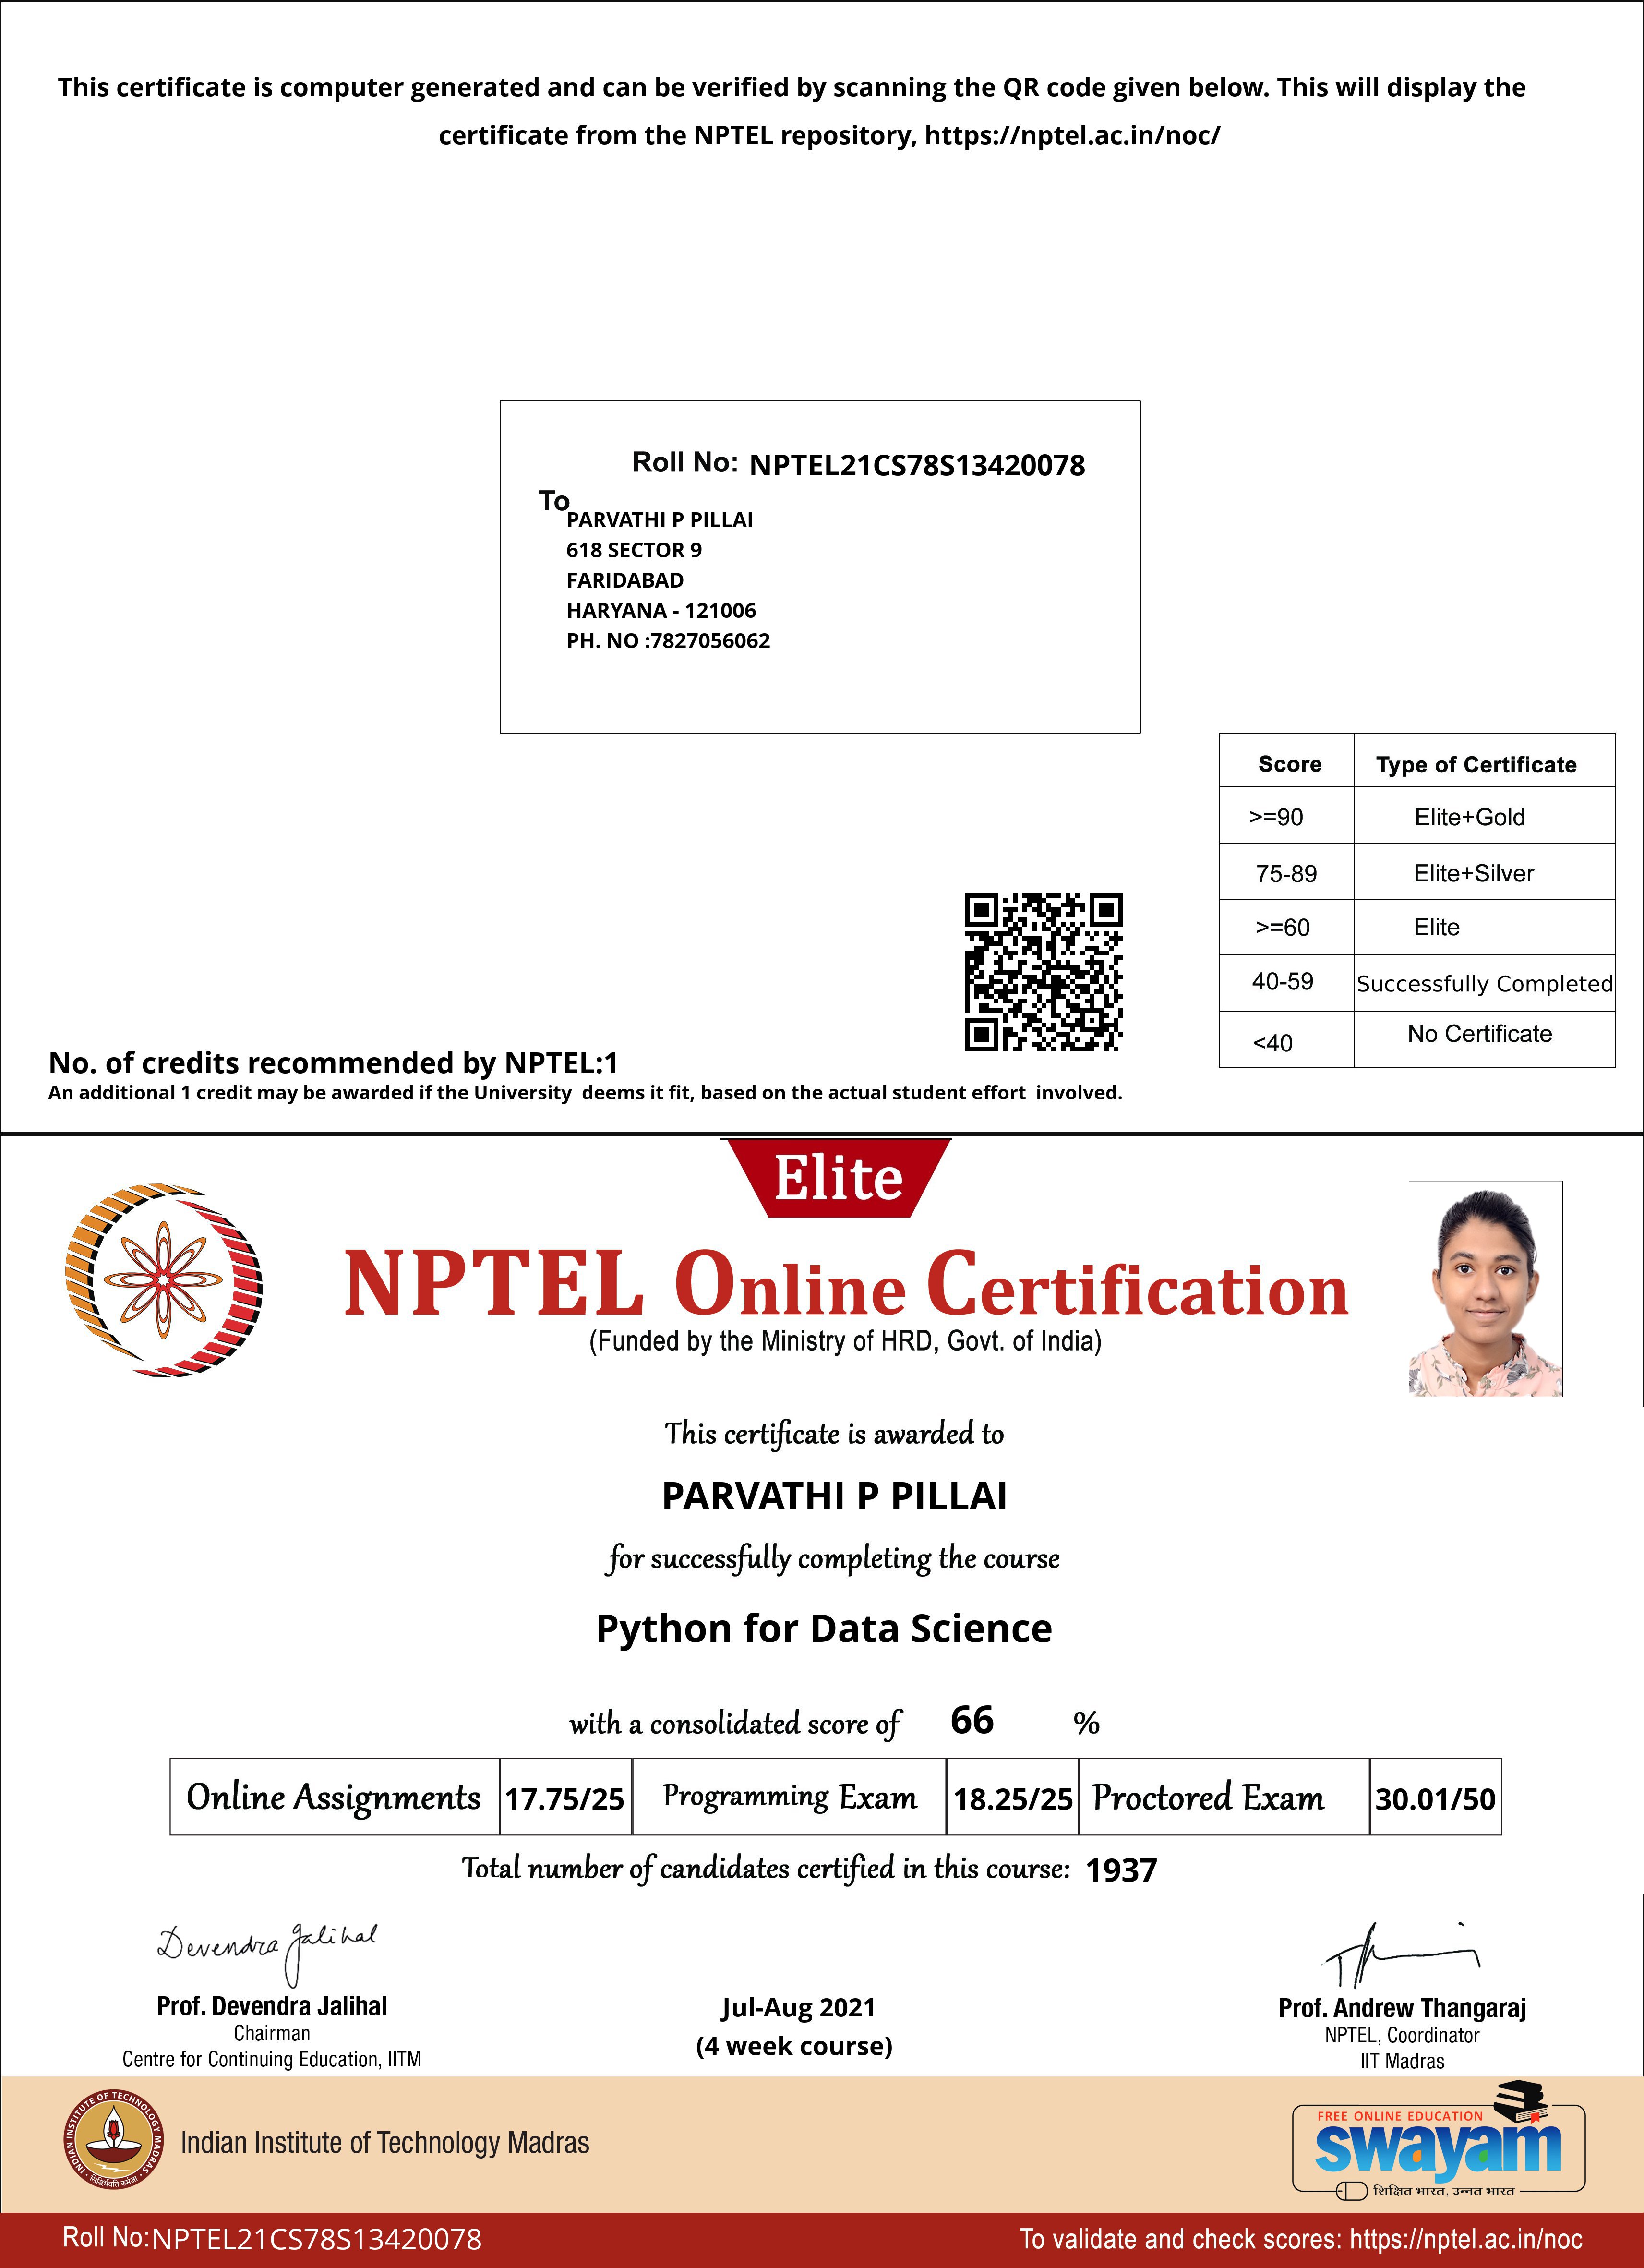 This certificate is computer generated and can be verified by scanning the QR code given below. This will display the
certificate from the NPTEL repository, https://nptel.ac.in/noc/
Roll No: NPTEL21CS78S13420078
To
PARVATHI P PILLAI
618 SECTOR 9
FARIDABAD
HARYANA - 121006
PH. NO :7827056062
Score Type of Certificate
>=90 Elite+Gold
75-89 Elite+Silver
>=60 Elite
40-59 Successfully Completed
<40 No Certificate
No. of credits recommended by NPTEL:1
An additional 1 credit may be awarded if the University deems it fit, based on the actual student effort involved.
Elite
NPTEL Online Certification
(Funded by the Ministry of HRD, Govt. of India)
This certificate is awarded to
PARVATHI P PILLAI
for successfully completing the course
Python for Data Science
with a consolidated score of 66 %
Online Assignments 17.75/25 Programming Exam 18.25/25 Proctored Exam 30.01/50
Total number of candidates certified in this course: 1937
Devendra Jalihal
Prof. Devendra Jalihal
Chairman
Centre for Continuing Education, IITM
Jul-Aug 2021
(4 week course)
Prof. Andrew Thangaraj
NPTEL, Coordinator
IIT Madras
INDIAN INSTITUTE OF TECHNOLOGY MADRAS
सिद्धिर्भवति कर्मजा
Indian Institute of Technology Madras
FREE ONLINE EDUCATION
swayam
शिक्षित भारत, उन्नत भारत
Roll No:NPTEL21CS78S13420078
To validate and check scores: https://nptel.ac.in/noc